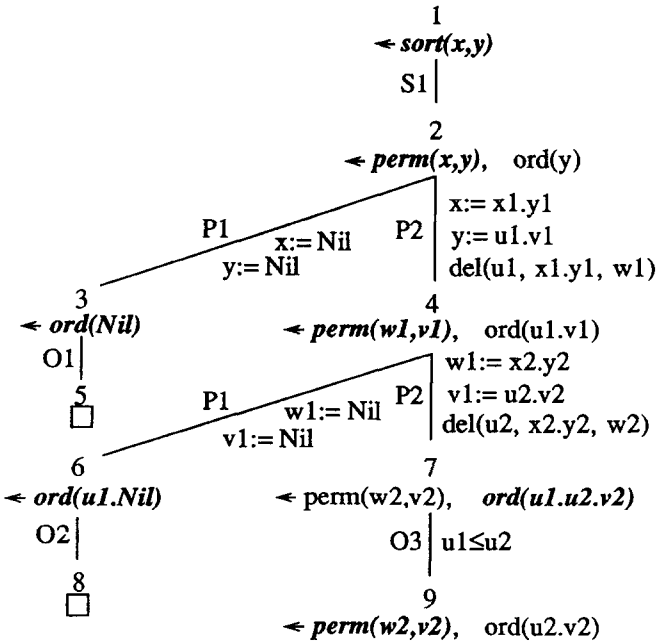 1
← sort(x,y)
S1
2
← perm(x,y), ord(y)
P1
x:= Nil
y:= Nil
P2
x:= x1.y1
y:= u1.v1
del(u1, x1.y1, w1)
3
← ord(Nil)
4
← perm(w1,v1), ord(u1.v1)
O1
5
P1
w1:= Nil
v1:= Nil
P2
w1:= x2.y2
v1:= u2.v2
del(u2, x2.y2, w2)
6
← ord(u1.Nil)
7
← perm(w2,v2), ord(u1.u2.v2)
O2
O3
u1≤u2
8
9
← perm(w2,v2), ord(u2.v2)